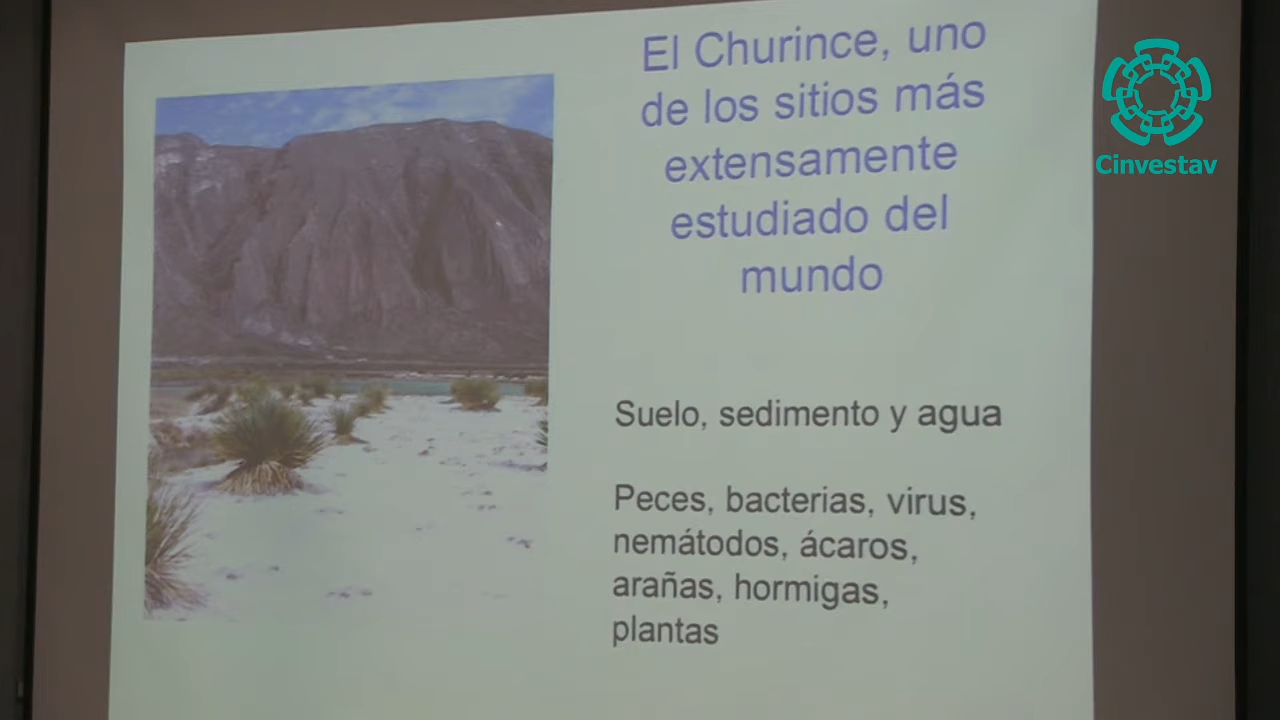 El Churince, uno
de los sitios más
extensamente
estudiado del
mundo
Cinvestav
Suelo, sedimento y agua
Peces, bacterias, virus,
nemátodos, ácaros,
arañas, hormigas,
plantas